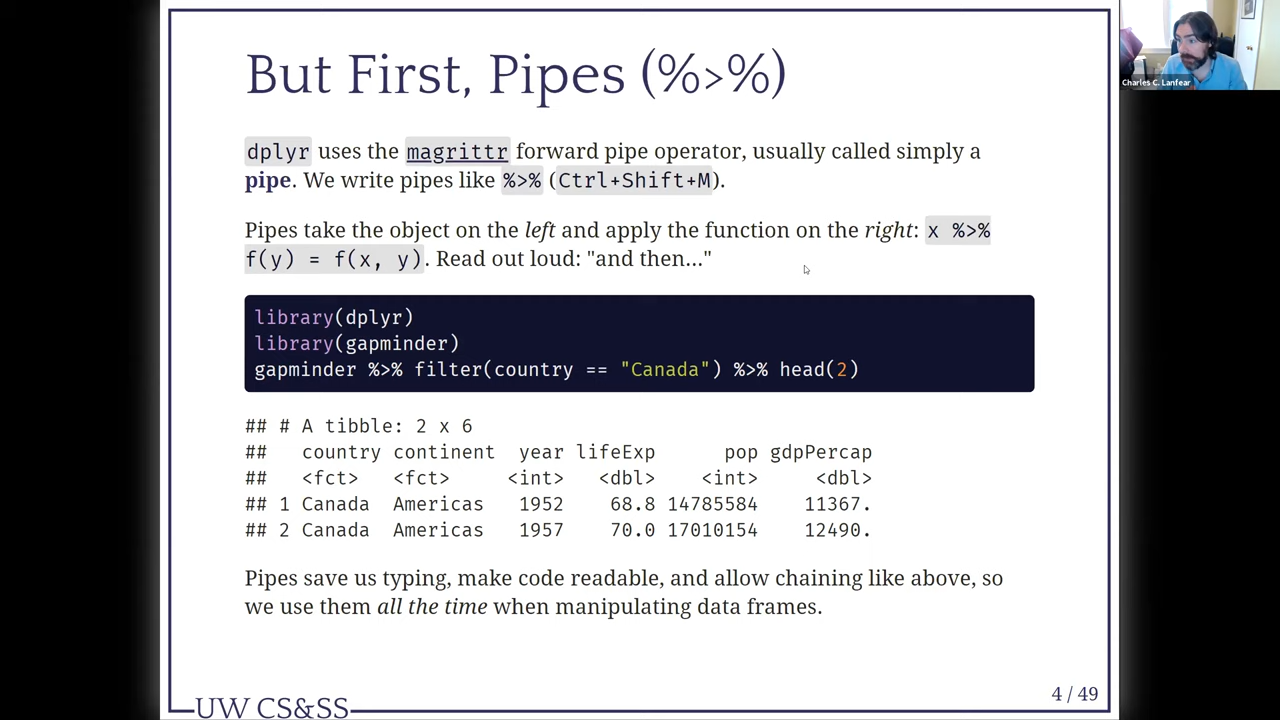 But First, Pipes (%>%)
Charles C. Lanfear
dplyr uses the magrittr forward pipe operator, usually called simply a
pipe. We write pipes like %>% (Ctrl+Shift+M).
Pipes take the object on the left and apply the function on the right: x %>%
f(y) = f(x, y). Read out loud: "and then..."
library(dplyr)
library(gapminder)
gapminder %>% filter(country == "Canada") %>% head(2)
## # A tibble: 2 x 6
##   country continent  year lifeExp      pop gdpPercap
##   <fct>   <fct>     <int>   <dbl>    <int>     <dbl>
## 1 Canada  Americas   1952    68.8 14785584    11367.
## 2 Canada  Americas   1957    70.0 17010154    12490.
Pipes save us typing, make code readable, and allow chaining like above, so
we use them all the time when manipulating data frames.
4 / 49
UW CS&SS